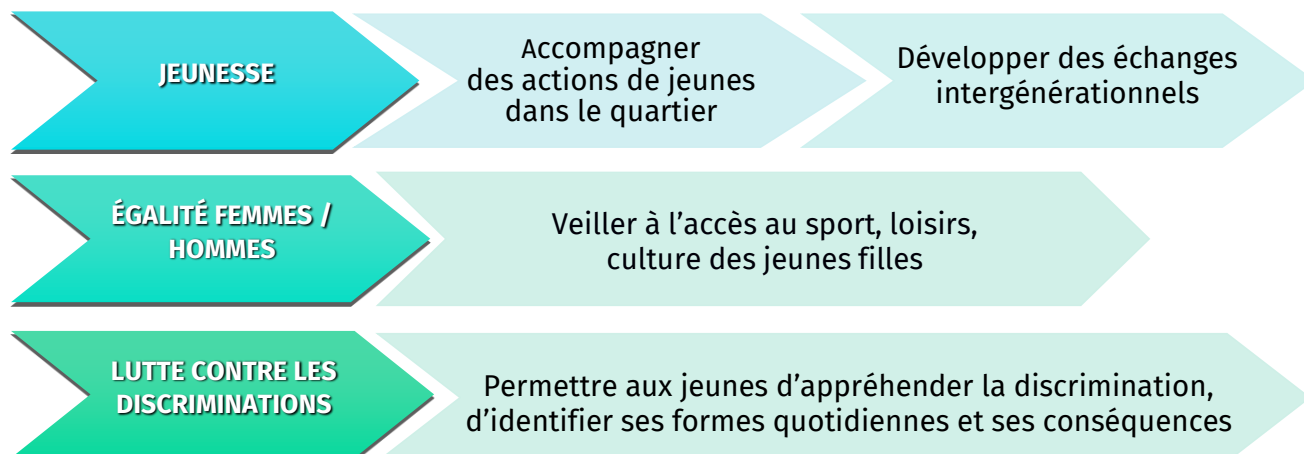 JEUNESSE
Accompagner
des actions de jeunes
dans le quartier
Développer des échanges
intergénérationnels
ÉGALITÉ FEMMES /
HOMMES
Veiller à l’accès au sport, loisirs,
culture des jeunes filles
LUTTE CONTRE LES
DISCRIMINATIONS
Permettre aux jeunes d’appréhender la discrimination,
d’identifier ses formes quotidiennes et ses conséquences